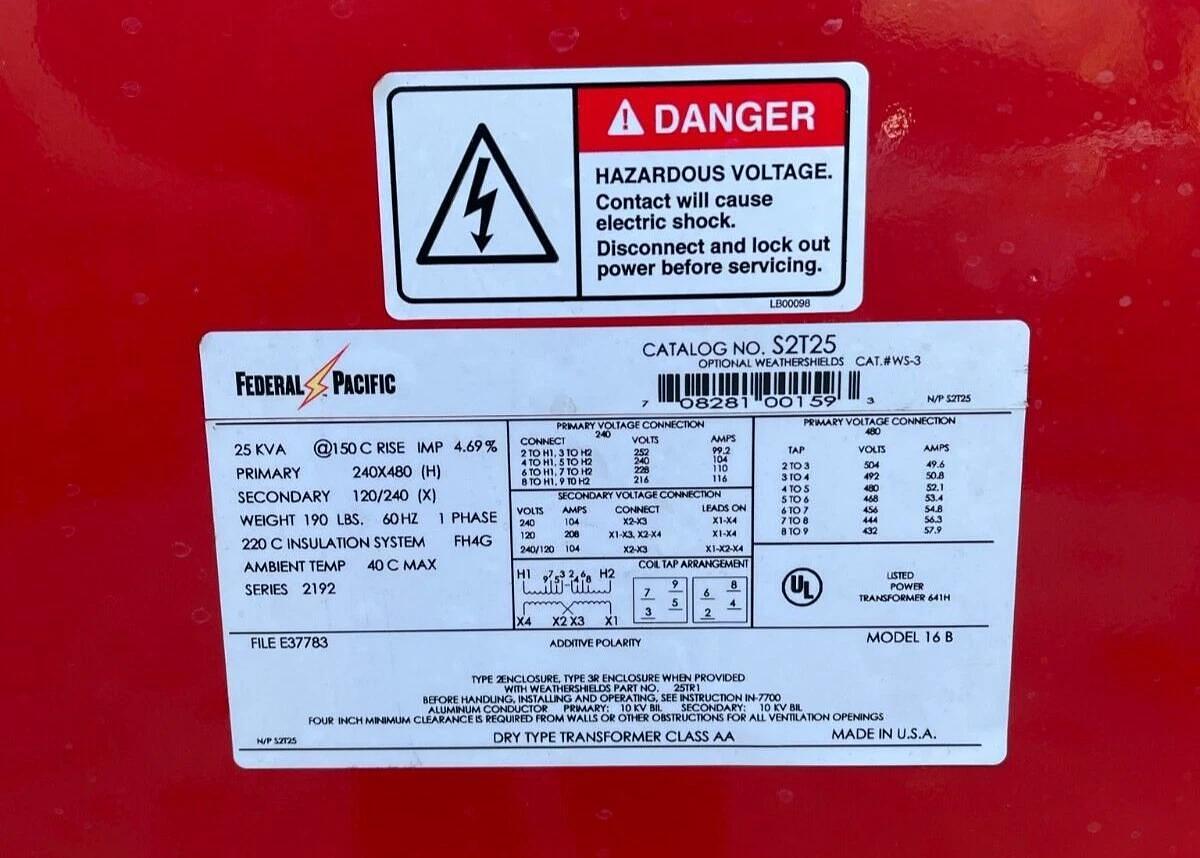 DANGER
HAZARDOUS VOLTAGE.
Contact will cause
electric shock.
Disconnect and lock out
power before servicing.
LB00098
FEDERAL PACIFIC
CATALOG NO. S2T25
OPTIONAL WEATHERSHIELDS CAT.#WS-3
7 08281 00159 3
N/P S2T25
25 KVA @150 C RISE IMP 4.69%
PRIMARY 240X480 (H)
SECONDARY 120/240 (X)
WEIGHT 190 LBS. 60HZ 1 PHASE
220 C INSULATION SYSTEM FH4G
AMBIENT TEMP 40 C MAX
SERIES 2192
PRIMARY VOLTAGE CONNECTION
240
CONNECT VOLTS AMPS
2 TO H1, 3 TO H2 252 99.2
4 TO H1, 5 TO H2 240 104
6 TO H1, 7 TO H2 228 110
8 TO H1, 9 TO H2 216 116
SECONDARY VOLTAGE CONNECTION
VOLTS AMPS CONNECT LEADS ON
240 104 X2-X3 X1-X4
120 208 X1-X3, X2-X4 X1-X4
240/120 104 X2-X3 X1-X2-X4
COIL TAP ARRANGEMENT
H1 9 7 5 3 2 4 6 8 H2
X4 X2 X3 X1
7 9
3 5
6 8
2 4
PRIMARY VOLTAGE CONNECTION
480
TAP VOLTS AMPS
2 TO 3 504 49.6
3 TO 4 492 50.8
4 TO 5 480 52.1
5 TO 6 468 53.4
6 TO 7 456 54.8
7 TO 8 444 56.3
8 TO 9 432 57.9
UL
LISTED
POWER
TRANSFORMER 641H
FILE E37783
ADDITIVE POLARITY
MODEL 16 B
TYPE 2ENCLOSURE, TYPE 3R ENCLOSURE WHEN PROVIDED
WITH WEATHERSHIELDS PART NO. 25TR1
BEFORE HANDLING, INSTALLING AND OPERATING, SEE INSTRUCTION IN-7700
ALUMINUM CONDUCTOR PRIMARY: 10 KV BIL SECONDARY: 10 KV BIL
FOUR INCH MINIMUM CLEARANCE IS REQUIRED FROM WALLS OR OTHER OBSTRUCTIONS FOR ALL VENTILATION OPENINGS
N/P S2T25
DRY TYPE TRANSFORMER CLASS AA
MADE IN U.S.A.